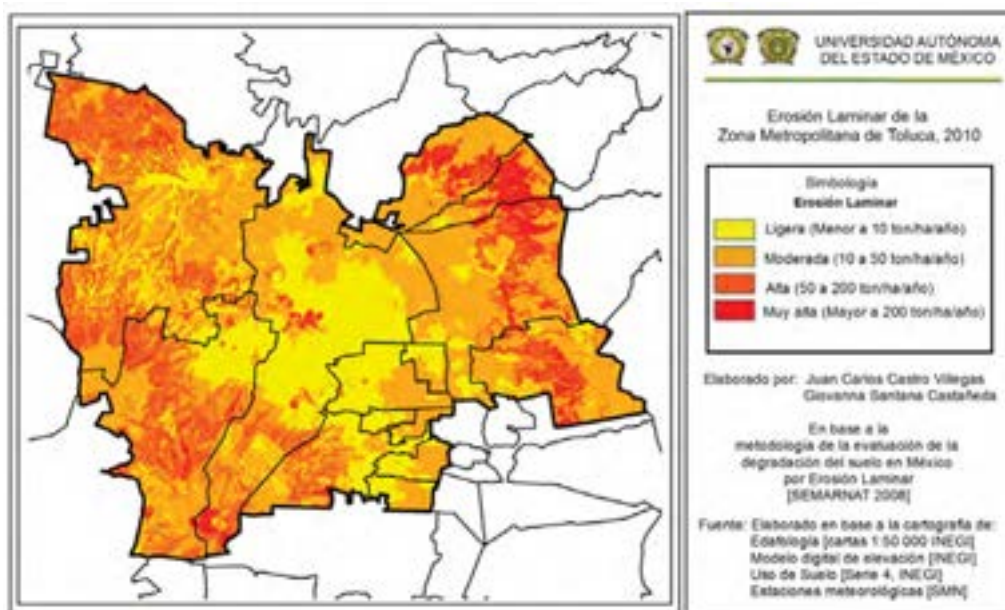 UNIVERSIDAD AUTÓNOMA
DEL ESTADO DE MÉXICO
Erosión Laminar de la
Zona Metropolitana de Toluca, 2010
Simbología
Erosión Laminar
Ligera (Menor a 10 ton/ha/año)
Moderada (10 a 50 ton/ha/año)
Alta (50 a 200 ton/ha/año)
Muy alta (Mayor a 200 ton/ha/año)
Elaborado por: Juan Carlos Castro Villegas
Giovanna Santana Castañeda
En base a la
metodología de la evaluación de la
degradación del suelo en México
por Erosión Laminar
[SEMARNAT 2008]
Fuente: Elaborado en base a la cartografía de:
Edafología [cartas 1:50 000 INEGI]
Modelo digital de elevación [INEGI]
Uso de Suelo [Serie 4, INEGI]
Estaciones meteorológicas [SMN]